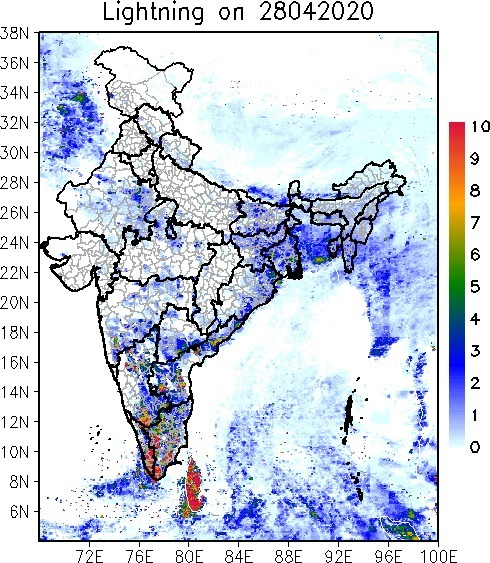 Lightning on 28042020
38N
36N
34N
32N
30N
28N
26N
24N
22N
20N
18N
16N
14N
12N
10N
8N
6N
72E 76E 80E 84E 88E 92E 96E 100E
10
9
8
7
6
5
4
3
2
1
0